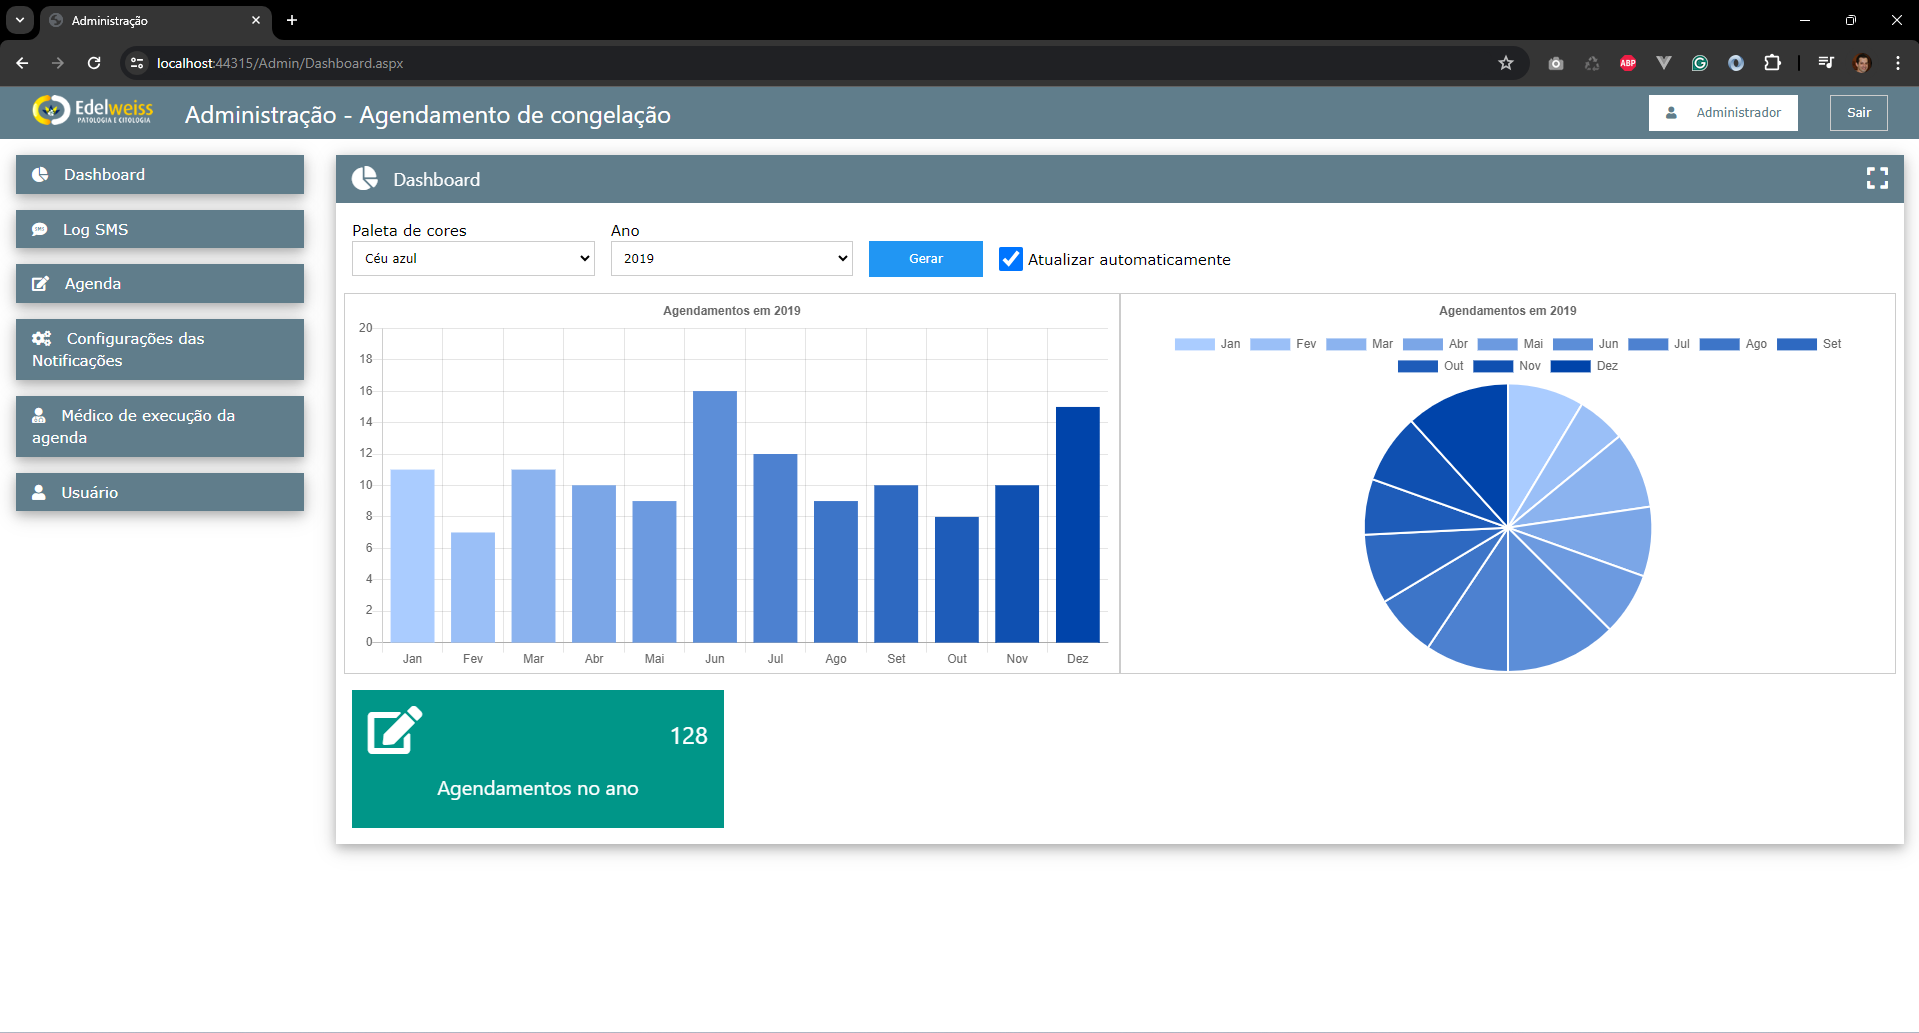 Administração
localhost:44315/Admin/Dashboard.aspx
ABP
Edelweiss
PATOLOGIA E CITOLOGIA
Administração - Agendamento de congelação
Administrador
Sair
Dashboard
SMS Log SMS
Agenda
Configurações das
Notificações
Médico de execução da
agenda
Usuário
Dashboard
Paleta de cores
Ano
Céu azul
2019
Gerar
Atualizar automaticamente
Agendamentos em 2019
20
18
16
14
12
10
8
6
4
2
0
Jan Fev Mar Abr Mai Jun Jul Ago Set Out Nov Dez
Agendamentos em 2019
Jan Fev Mar Abr Mai Jun Jul Ago Set
Out Nov Dez
128
Agendamentos no ano